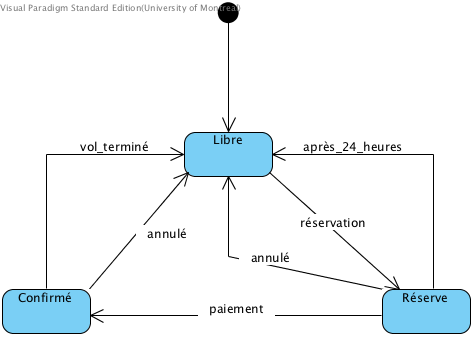 Visual Paradigm Standard Edition(University of Montreal)
Libre
vol_terminé
après_24_heures
annulé
réservation
annulé
Confirmé
Réserve
paiement